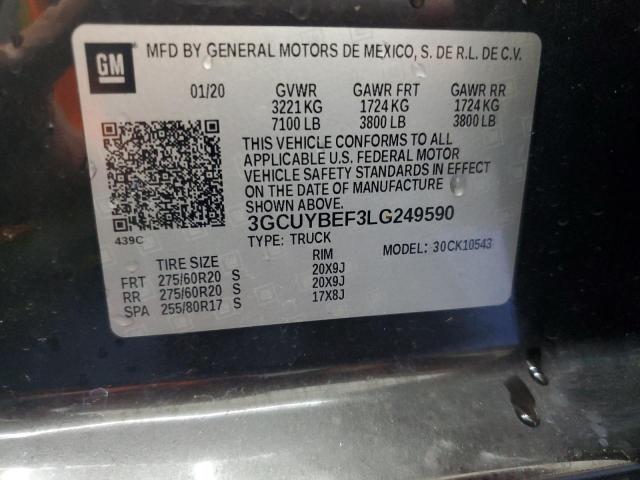 GM
MFD BY GENERAL MOTORS DE MEXICO, S. DE R.L. DE C.V.
01/20 GVWR GAWR FRT GAWR RR
3221 KG 1724 KG 1724 KG
7100 LB 3800 LB 3800 LB
THIS VEHICLE CONFORMS TO ALL
APPLICABLE U.S. FEDERAL MOTOR
VEHICLE SAFETY STANDARDS IN EFFECT
ON THE DATE OF MANUFACTURE
SHOWN ABOVE.
439C
3GCUYBEF3LG249590
TYPE: TRUCK MODEL: 30CK10543
TIRE SIZE RIM
FRT 275/60R20 S 20X9J
RR 275/60R20 S 20X9J
SPA 255/80R17 S 17X8J